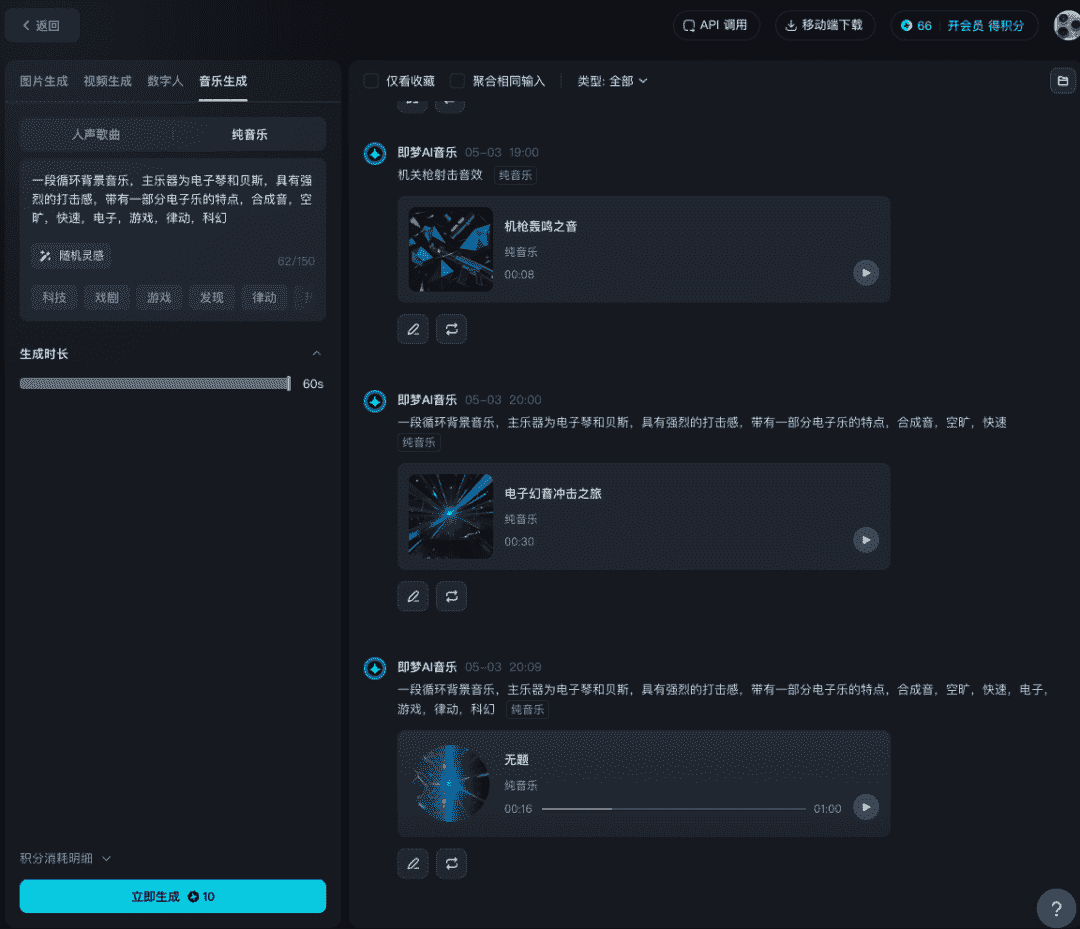 返回
API 调用
移动端下载
66
开会员 得积分
图片生成 视频生成 数字人 音乐生成
人声歌曲 纯音乐
一段循环背景音乐，主乐器为电子琴和贝斯，具有强
烈的打击感，带有一部分电子乐的特点，合成音，空
旷，快速，电子，游戏，律动，科幻
随机灵感
62/150
科技 戏剧 游戏 发现 律动
生成时长
60s
积分消耗明细
立即生成 10
仅看收藏 聚合相同输入 类型: 全部
即梦AI音乐 05-03 19:00
机关枪射击音效 纯音乐
机枪轰鸣之音
纯音乐
00:08
即梦AI音乐 05-03 20:00
一段循环背景音乐，主乐器为电子琴和贝斯，具有强烈的打击感，带有一部分电子乐的特点，合成音，空旷，快速
纯音乐
电子幻音冲击之旅
纯音乐
00:30
即梦AI音乐 05-03 20:09
一段循环背景音乐，主乐器为电子琴和贝斯，具有强烈的打击感，带有一部分电子乐的特点，合成音，空旷，快速，电子，
游戏，律动，科幻 纯音乐
无题
纯音乐
00:16 01:00
?